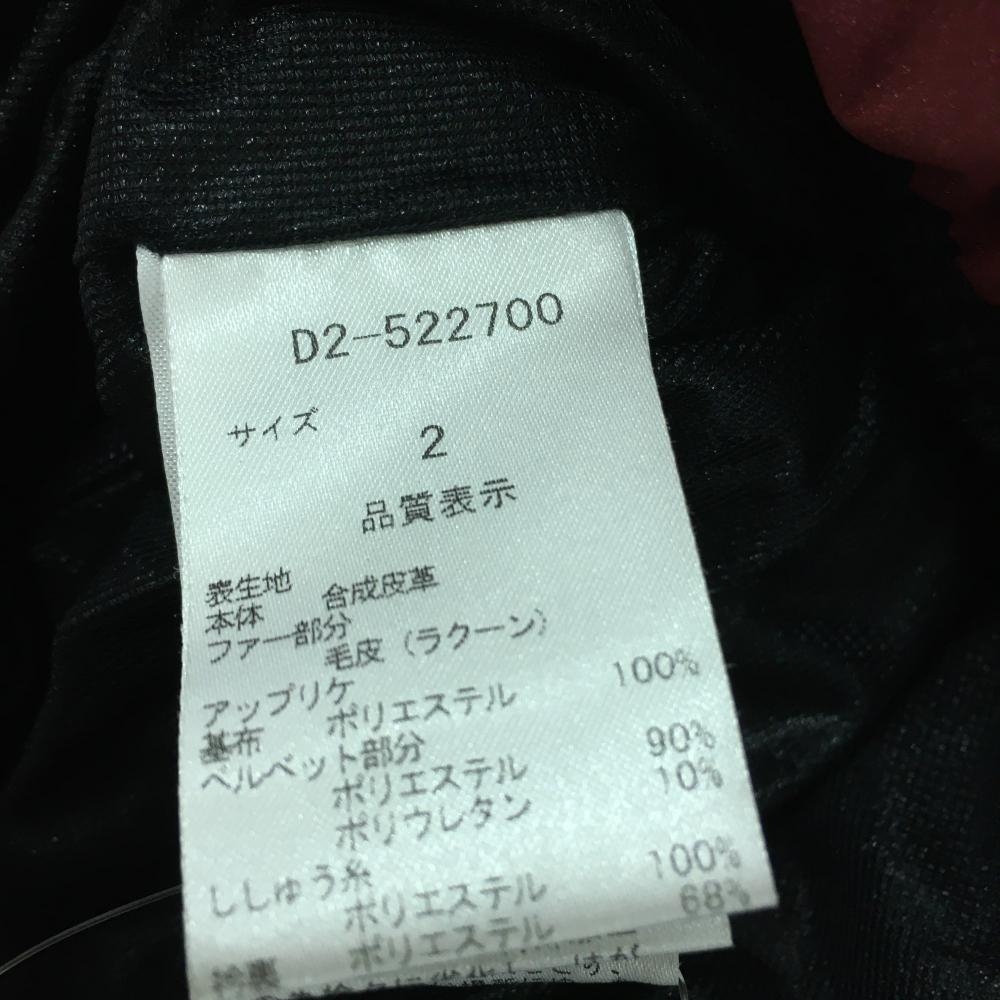 D2-522700
サイズ 2
品質表示
表生地
本体 合成皮革
ファー部分
毛皮（ラクーン）
アップリケ
基布 ポリエステル 100%
ベルベット部分
ポリエステル 90%
ポリウレタン 10%
ししゅう糸
ポリエステル 100%
ポリエステル 68%